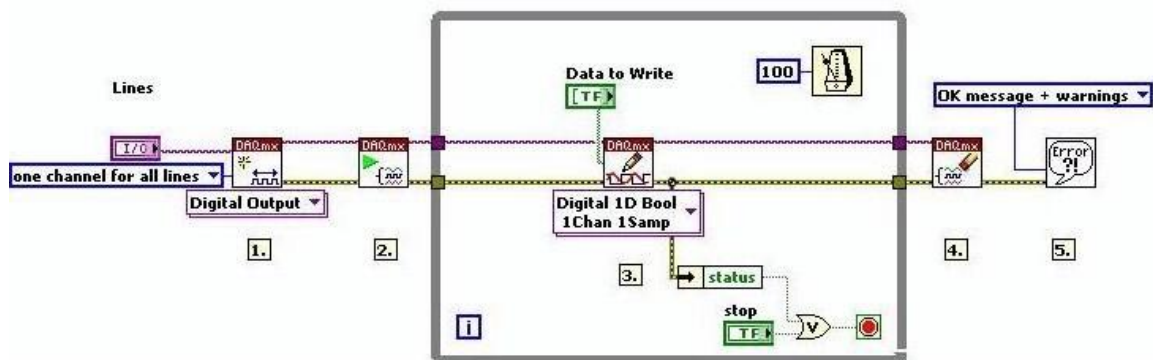 Lines
I/O
one channel for all lines
DAQmx
Digital Output
1.
DAQmx
2.
Data to Write
TF
100
DAQmx
Digital 1D Bool
1Chan 1Samp
3.
status
stop
TF
V
i
DAQmx
4.
OK message + warnings
Error
?!
5.